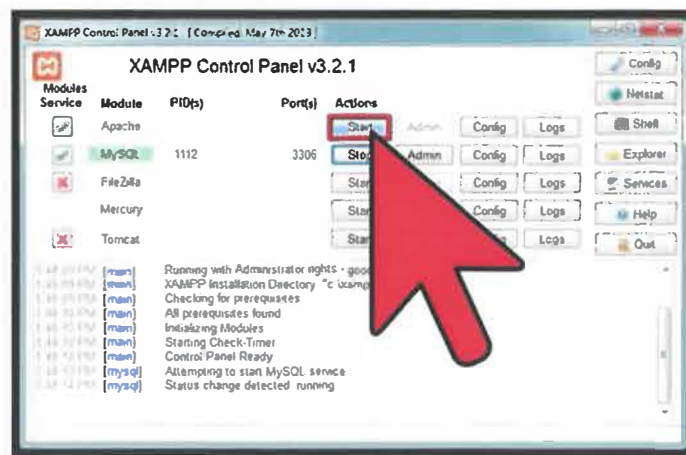 XAMPP Control Panel v3.2.1 [Compiled: May 7th 2013]
XAMPP Control Panel v3.2.1
Config
Modules
Service Module PID(s) Port(s) Actions
Netstat
Apache Start Admin Config Logs
Shell
MySQL 1112 3306 Stop Admin Config Logs
Explorer
FileZilla Config Logs
Services
Mercury Config Logs
Help
Tomcat Config Logs
Quit
[main] Running with Administrator rights - good
[main] XAMPP Installation Directory "c:\xamp
[main] Checking for prerequisites
[main] All prerequisites found
[main] Initializing Modules
[main] Starting Check-Timer
[main] Control Panel Ready
[mysql] Attempting to start MySQL service
[mysql] Status change detected running